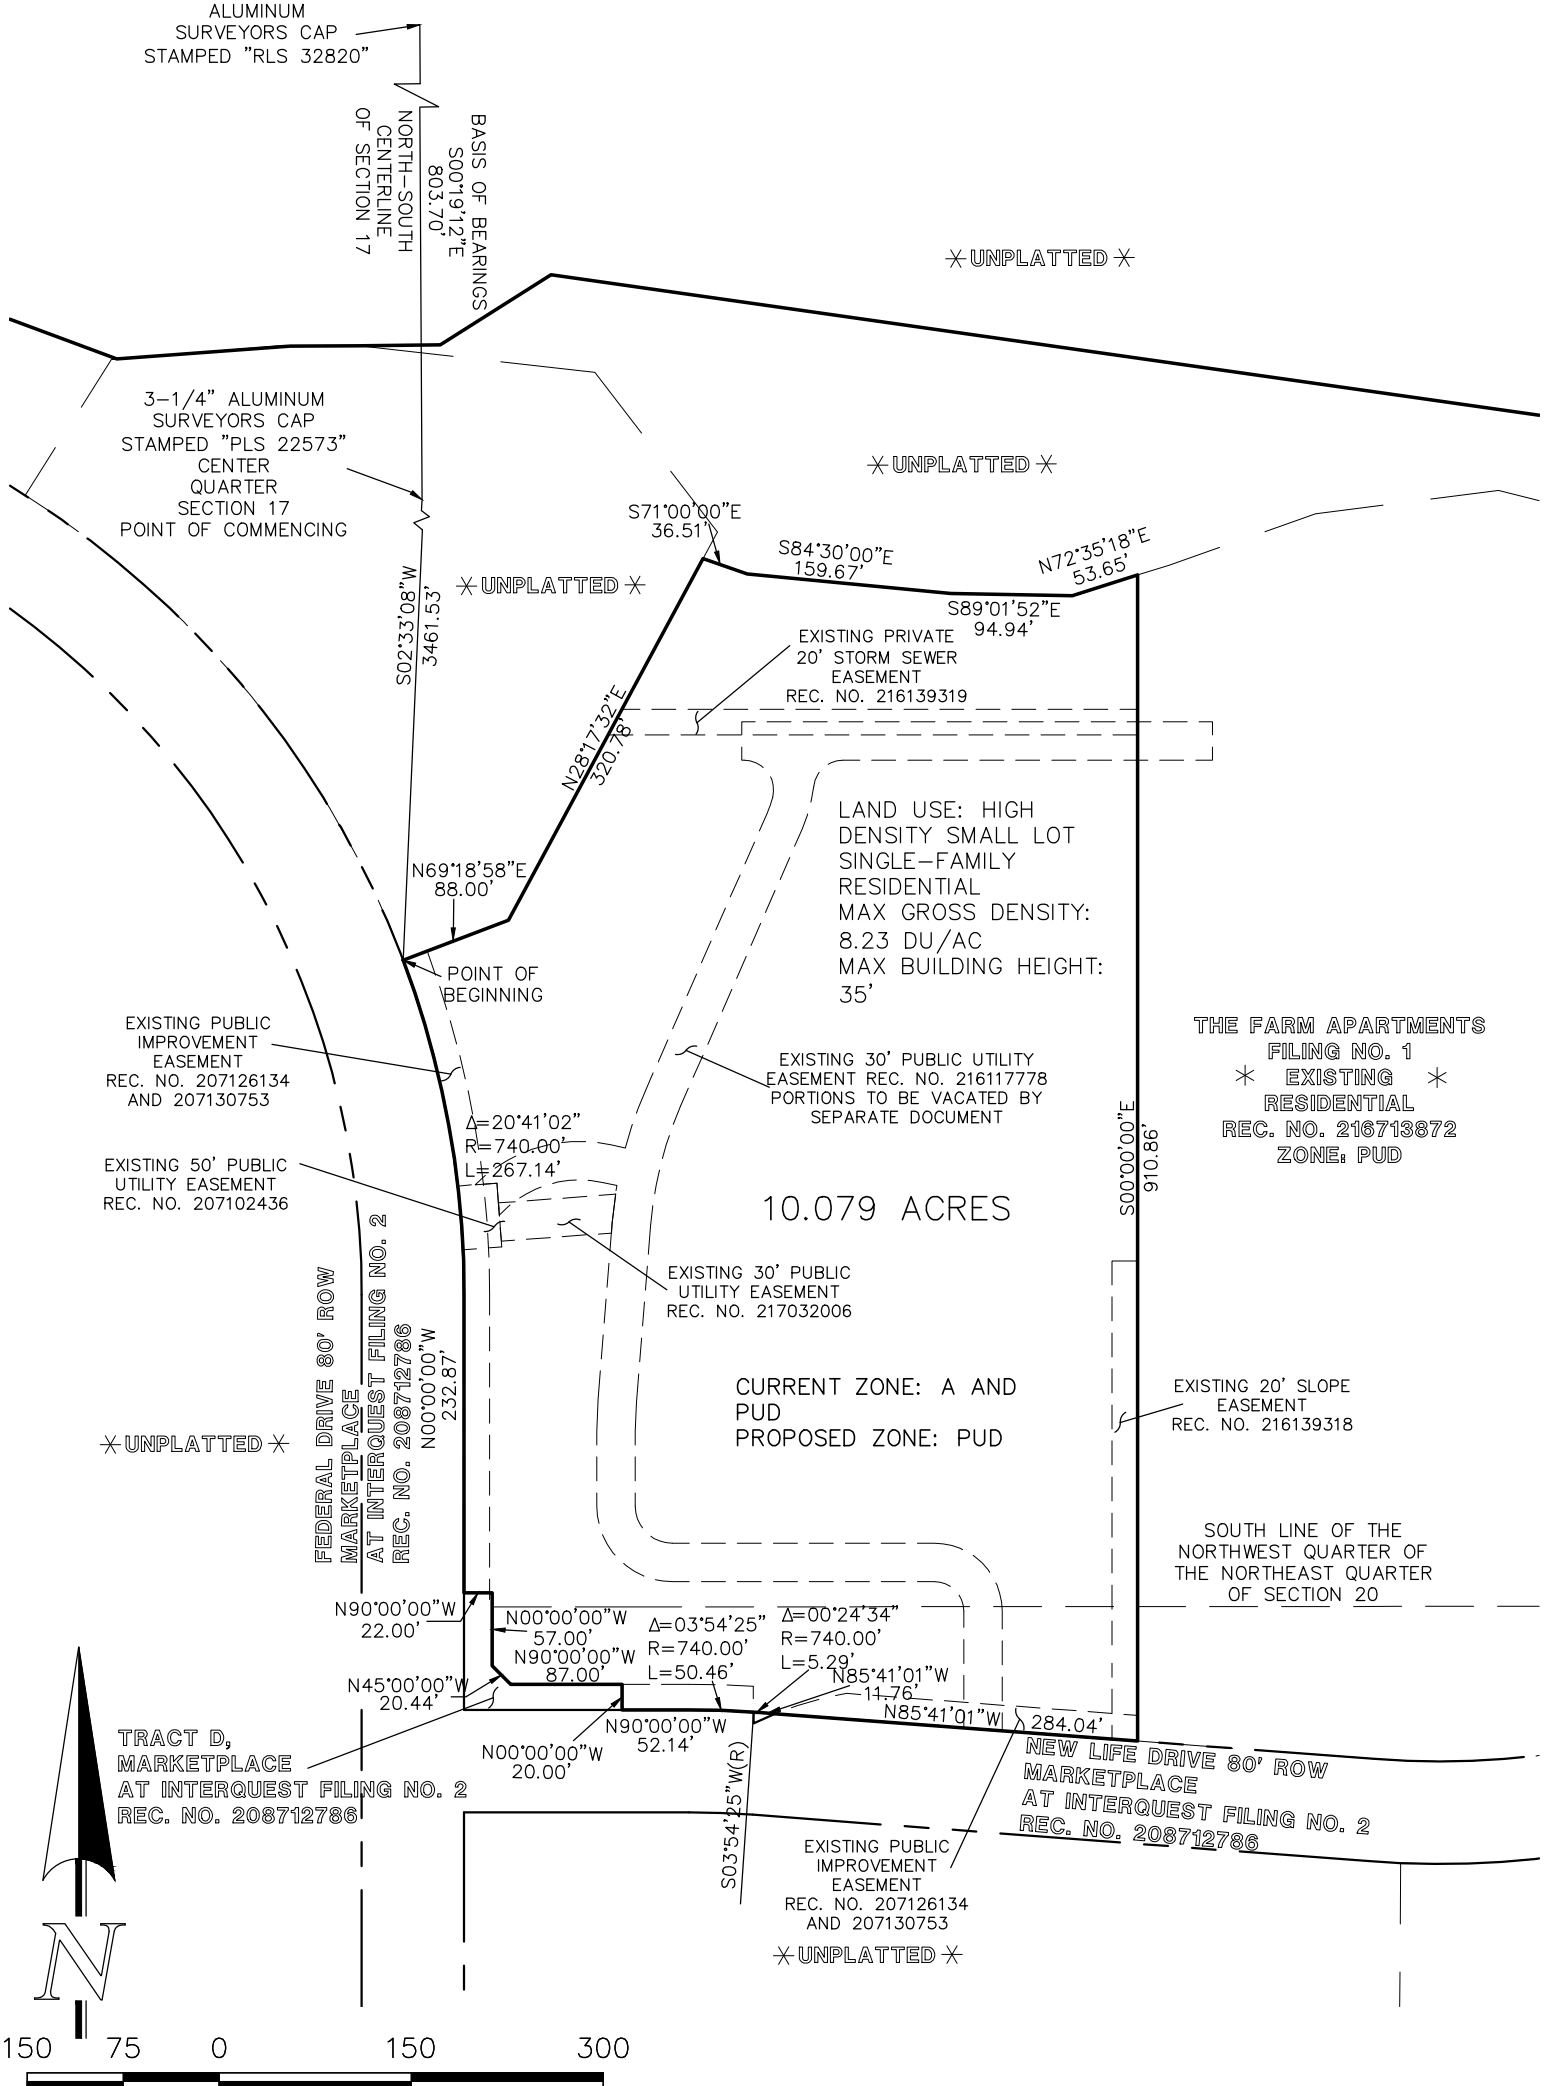 ALUMINUM
SURVEYORS CAP
STAMPED "RLS 32820"
BASIS OF BEARINGS
S00°19'12"E
803.70'
NORTH–SOUTH
CENTERLINE
OF SECTION 17
UNPLATTED
3–1/4" ALUMINUM
SURVEYORS CAP
STAMPED "PLS 22573"
CENTER
QUARTER
SECTION 17
POINT OF COMMENCING
UNPLATTED
S71°00'00"E
36.51'
S84°30'00"E
159.67'
N72°35'18"E
53.65'
S89°01'52"E
94.94'
UNPLATTED
S02°33'08"W
3461.53'
EXISTING PRIVATE
20' STORM SEWER
EASEMENT
REC. NO. 216139319
N28°17'32"E
320.78'
LAND USE: HIGH
DENSITY SMALL LOT
SINGLE–FAMILY
RESIDENTIAL
MAX GROSS DENSITY:
8.23 DU/AC
MAX BUILDING HEIGHT:
35'
N69°18'58"E
88.00'
POINT OF
BEGINNING
EXISTING PUBLIC
IMPROVEMENT
EASEMENT
REC. NO. 207126134
AND 207130753
EXISTING 30' PUBLIC UTILITY
EASEMENT REC. NO. 216117778
PORTIONS TO BE VACATED BY
SEPARATE DOCUMENT
THE FARM APARTMENTS
FILING NO. 1
EXISTING
RESIDENTIAL
REC. NO. 216713872
ZONE: PUD
S00°00'00"E
910.86'
Δ=20°41'02"
R=740.00'
L=267.14'
EXISTING 50' PUBLIC
UTILITY EASEMENT
REC. NO. 207102436
10.079 ACRES
EXISTING 30' PUBLIC
UTILITY EASEMENT
REC. NO. 217032006
FEDERAL DRIVE 80' ROW
MARKETPLACE
AT INTERQUEST FILING NO. 2
REC. NO. 208712786
N00°00'00"W
232.87'
CURRENT ZONE: A AND
PUD
PROPOSED ZONE: PUD
EXISTING 20' SLOPE
EASEMENT
REC. NO. 216139318
UNPLATTED
SOUTH LINE OF THE
NORTHWEST QUARTER OF
THE NORTHEAST QUARTER
OF SECTION 20
N90°00'00"W
22.00'
N00°00'00"W
57.00'
N90°00'00"W
87.00'
Δ=03°54'25"
R=740.00'
L=50.46'
Δ=00°24'34"
R=740.00'
L=5.29'
N85°41'01"W
11.76'
N45°00'00"W
20.44'
N85°41'01"W
284.04'
N90°00'00"W
52.14'
N00°00'00"W
20.00'
TRACT D,
MARKETPLACE
AT INTERQUEST FILING NO. 2
REC. NO. 208712786
NEW LIFE DRIVE 80' ROW
MARKETPLACE
AT INTERQUEST FILING NO. 2
REC. NO. 208712786
S03°54'25"W(R)
EXISTING PUBLIC
IMPROVEMENT
EASEMENT
REC. NO. 207126134
AND 207130753
UNPLATTED
N
150 75 0 150 300